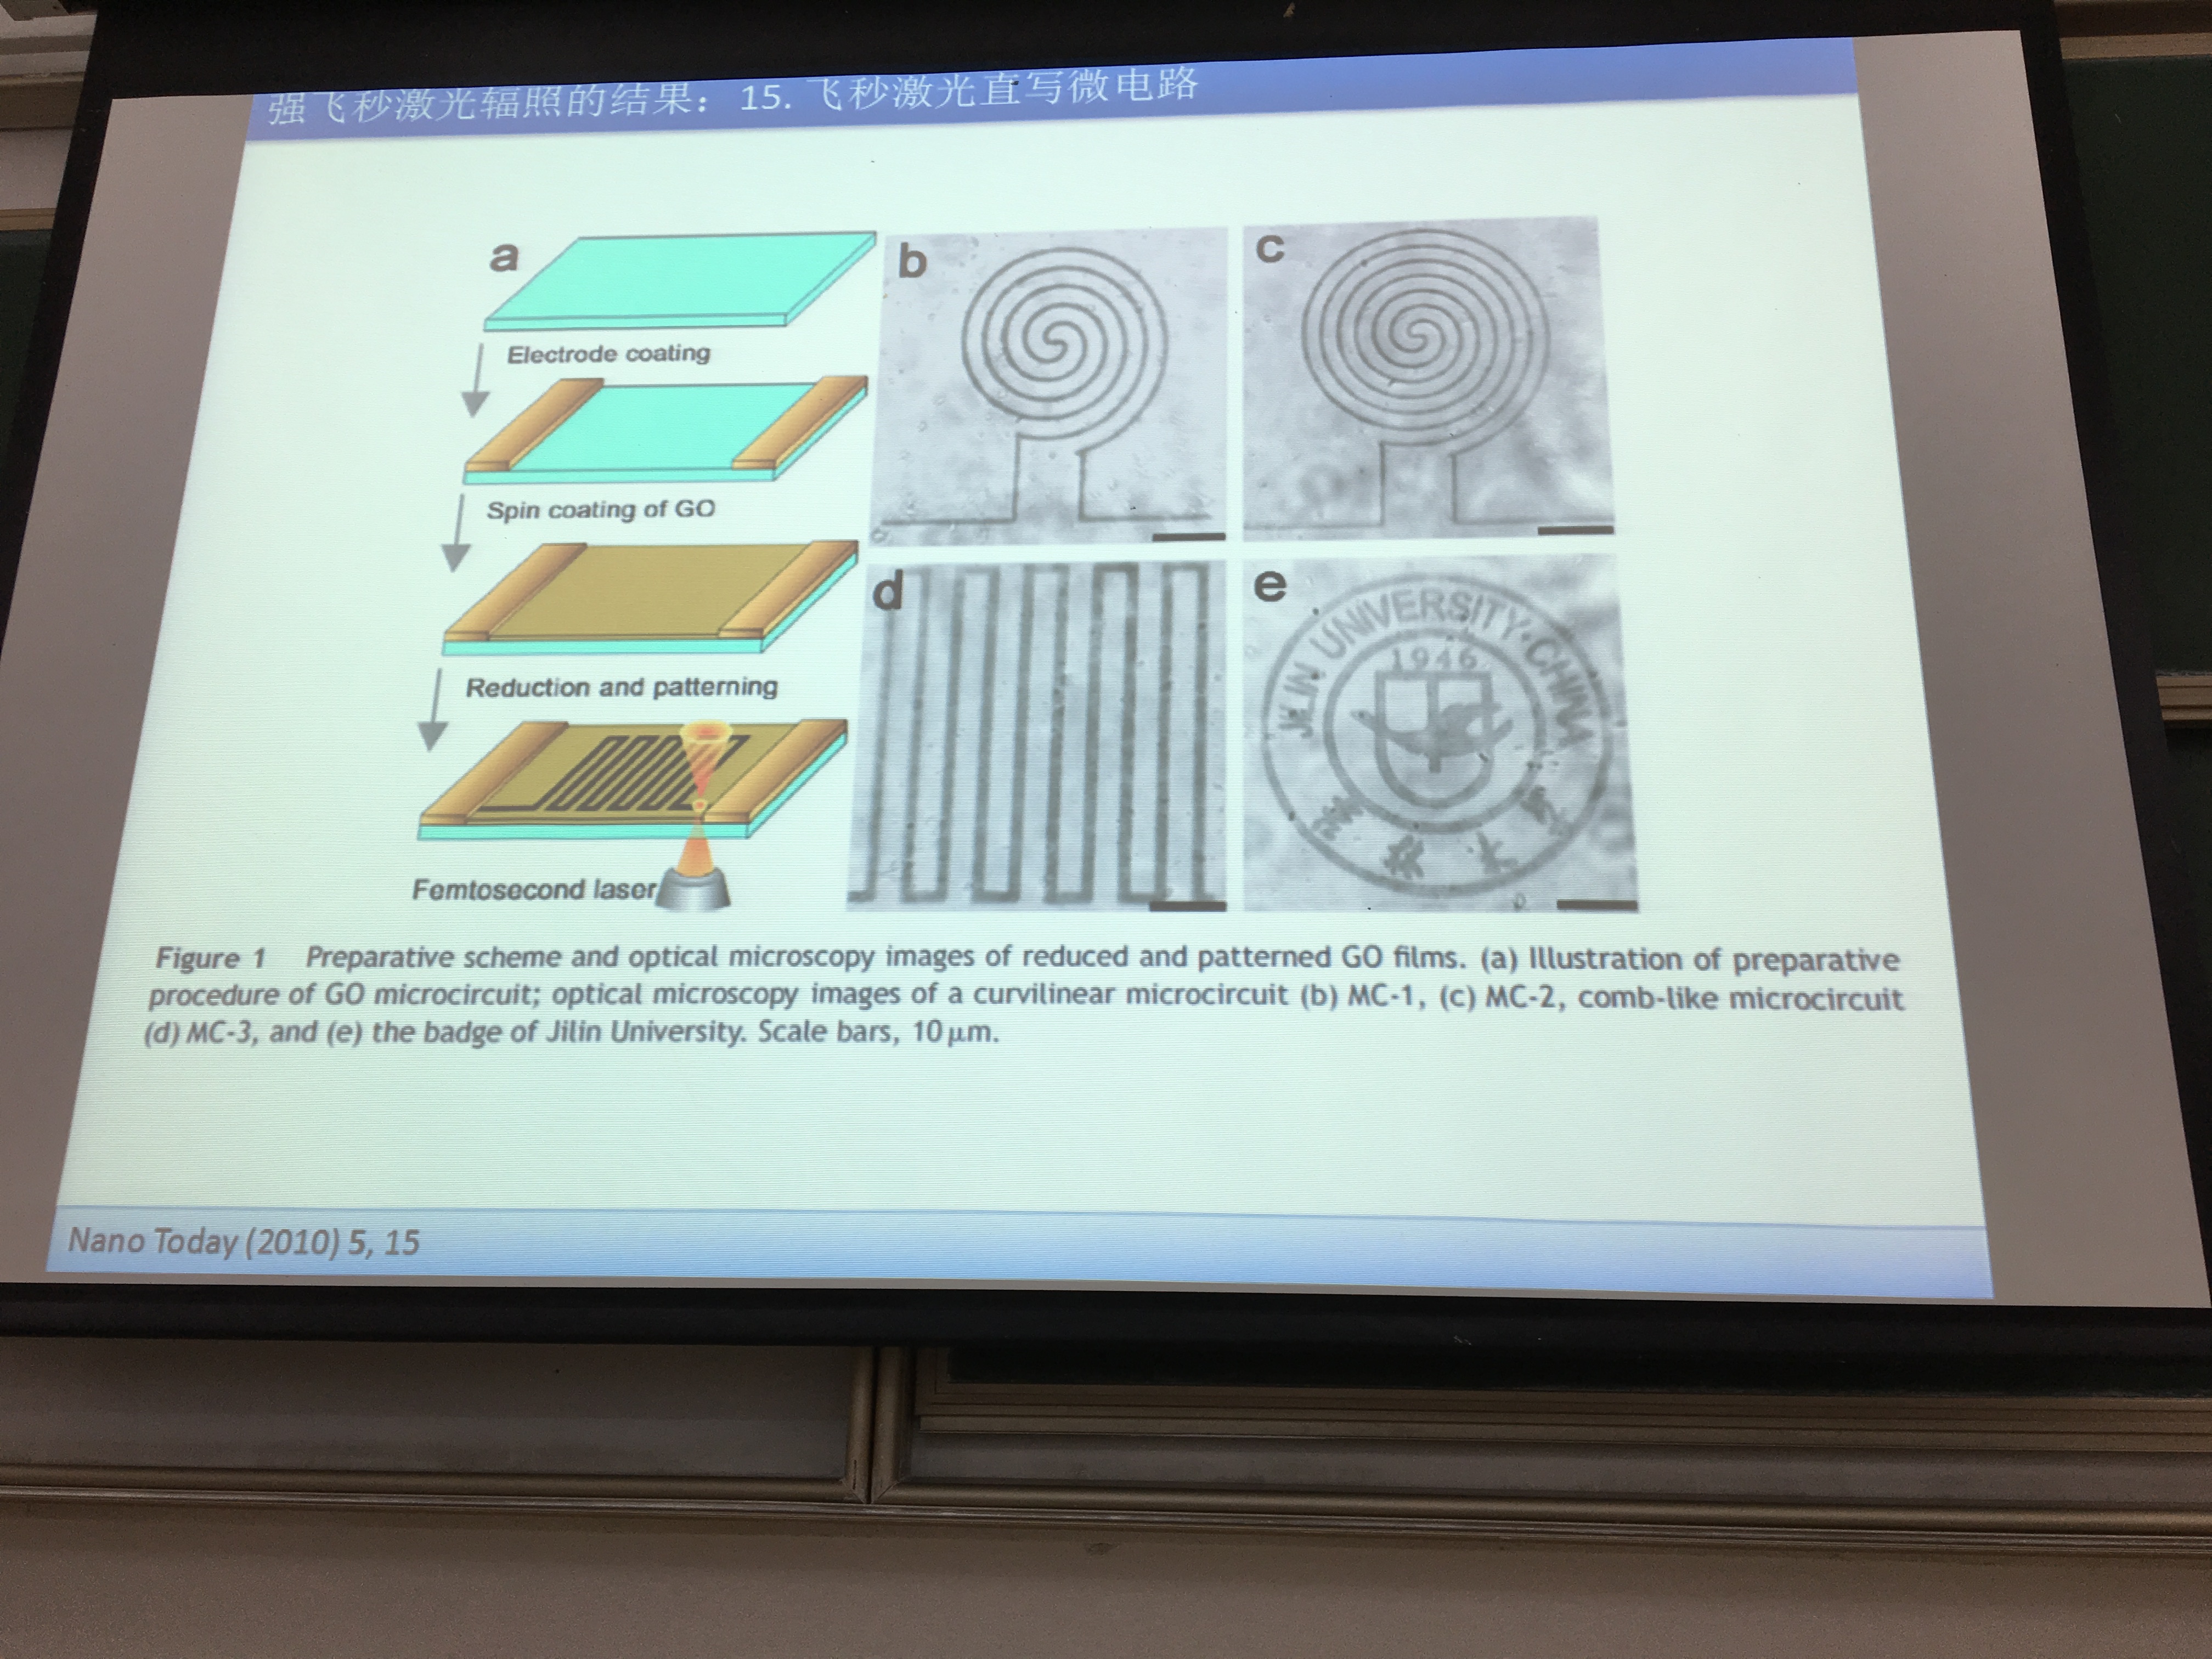 强飞秒激光辐照的结果：15. 飞秒激光直写微电路
a
Electrode coating
Spin coating of GO
Reduction and patterning
Femtosecond laser
b
c
d
e
JILIN UNIVERSITY·CHINA
1946
吉林大学
Figure 1 Preparative scheme and optical microscopy images of reduced and patterned GO films. (a) Illustration of preparative
procedure of GO microcircuit; optical microscopy images of a curvilinear microcircuit (b) MC-1, (c) MC-2, comb-like microcircuit
(d) MC-3, and (e) the badge of Jilin University. Scale bars, 10 μm.
Nano Today (2010) 5, 15